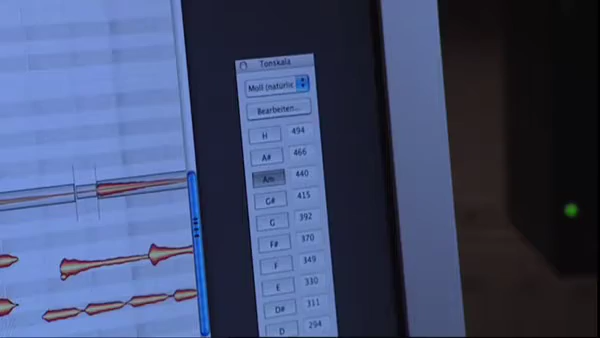 Tonskala
Moll (natürlic
Bearbeiten...
H 494
A# 466
Am 440
G# 415
G 392
F# 370
F 349
E 330
D# 311
D 294